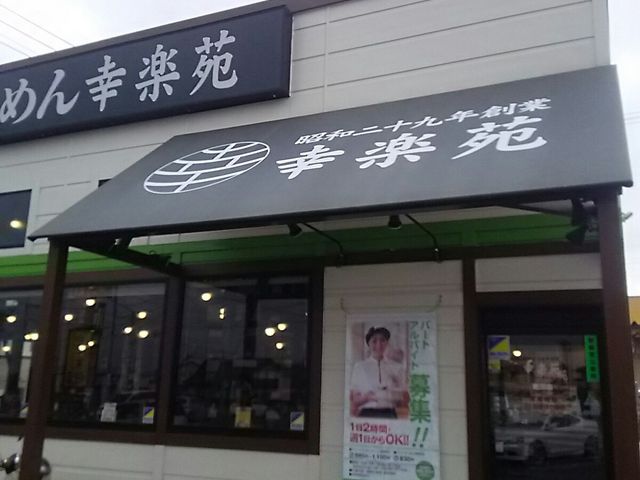 めん幸楽苑
昭和二十九年創業
幸楽苑
パート
アルバイト
募集!!
1日2時間・
週1日からOK!!